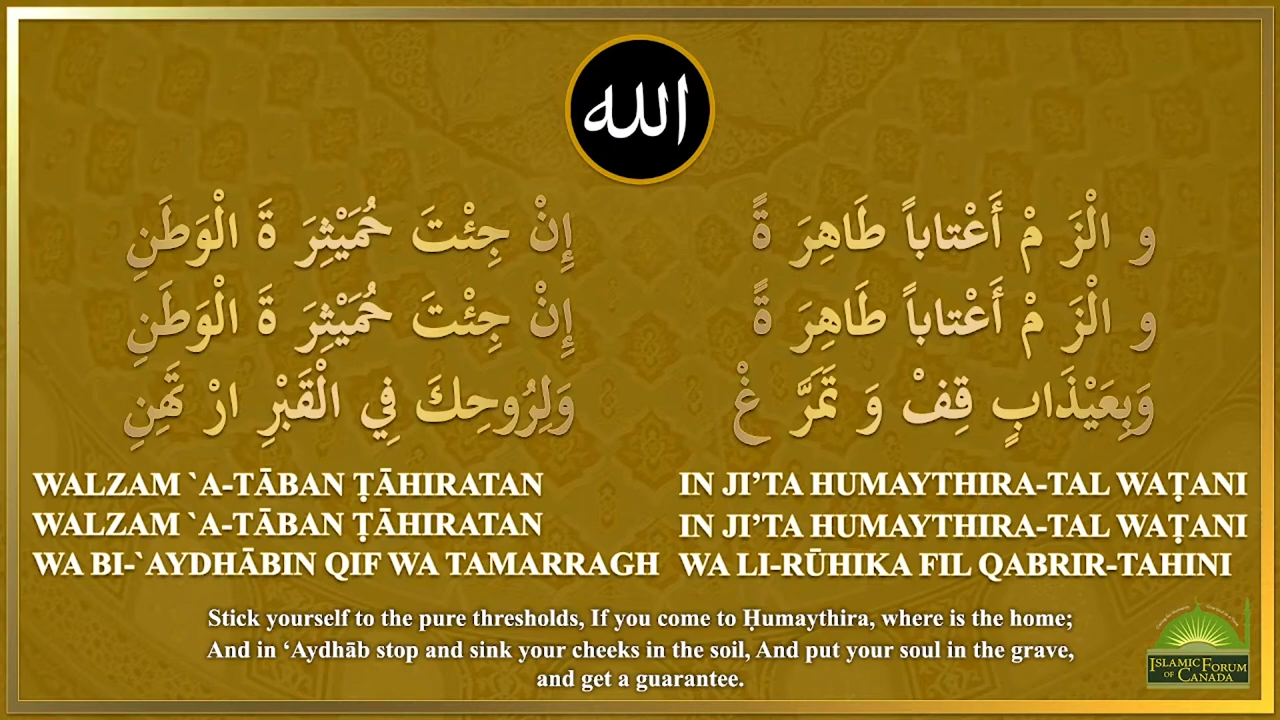 الله
و الْزَ مْ أَعْتاباً طَاهِرَ ةً إِنْ جِئْتَ حُمَيْثِرَ ةَ الْوَطَنِ
و الْزَ مْ أَعْتاباً طَاهِرَ ةً إِنْ جِئْتَ حُمَيْثِرَ ةَ الْوَطَنِ
وَبِعَيْذَابٍ قِفْ وَ تَمَرَّ غْ وَلِرُوحِكَ فِي الْقَبْرِ ارْ تَهِنِ
WALZAM `A-TĀBAN ṬĀHIRATAN IN JI’TA HUMAYTHIRA-TAL WAṬANI
WALZAM `A-TĀBAN ṬĀHIRATAN IN JI’TA HUMAYTHIRA-TAL WAṬANI
WA BI-`AYDHĀBIN QIF WA TAMARRAGH WA LI-RŪHIKA FIL QABRIR-TAHINI
Stick yourself to the pure thresholds, If you come to Ḥumaythira, where is the home;
And in ‘Aydhāb stop and sink your cheeks in the soil, And put your soul in the grave,
and get a guarantee.
ISLAMIC FORUM
OF CANADA